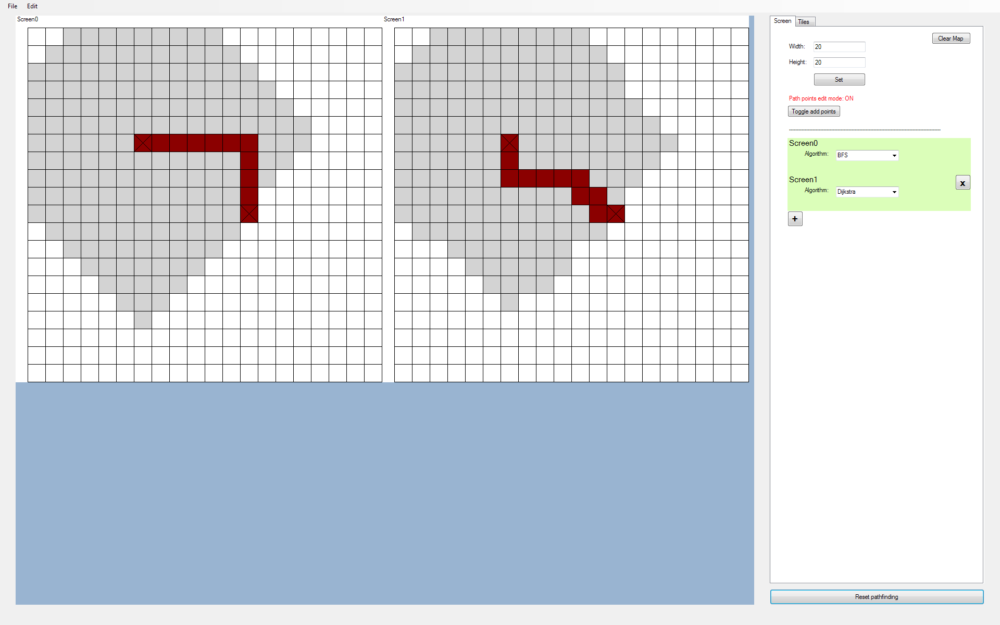 File Edit
Screen0 Screen1
Screen Tiles
Clear Map
Width: 20
Height: 20
Set
Path points edit mode: ON
Toggle add points
Screen0
Algorithm: BFS
Screen1
x
Algorithm: Dijkstra
+
Reset pathfinding